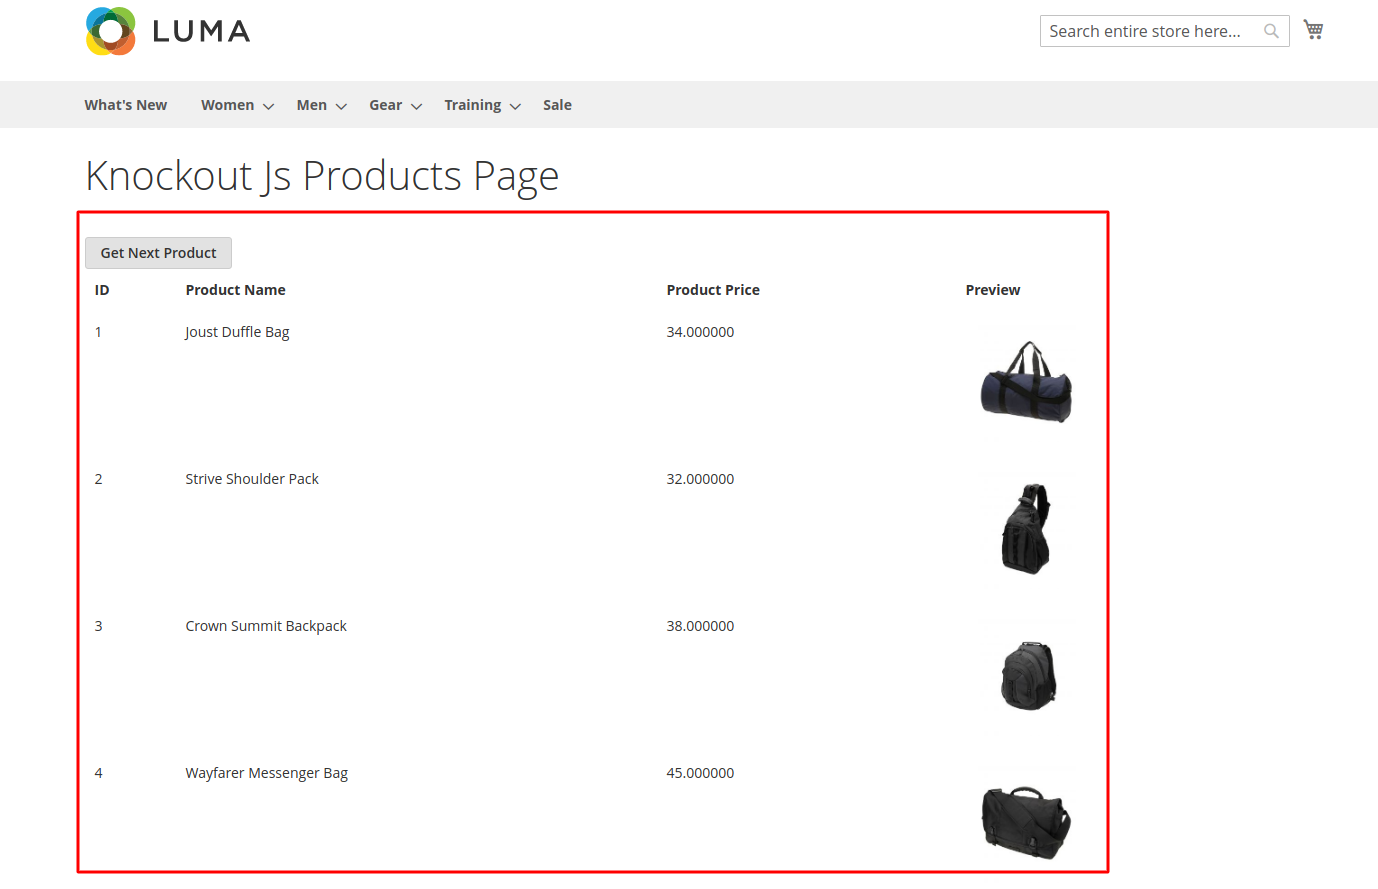 LUMA
Search entire store here...
What's New Women Men Gear Training Sale
Knockout Js Products Page
Get Next Product
ID Product Name Product Price Preview
1 Joust Duffle Bag 34.000000
2 Strive Shoulder Pack 32.000000
3 Crown Summit Backpack 38.000000
4 Wayfarer Messenger Bag 45.000000